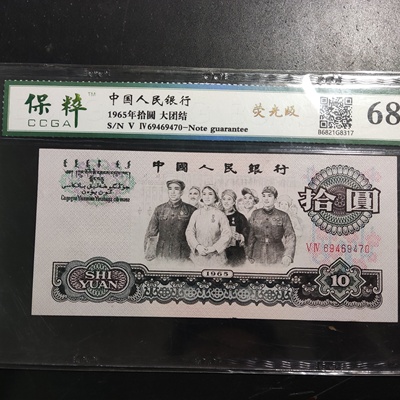 保粹
CCGA
中国人民银行
1965年拾圆 大团结
S/N V IV69469470-Note guarantee
荧光版
B6821G8317
68
中國人民银行
拾圓
VIV 69469470
1965
SHI
YUAN
10